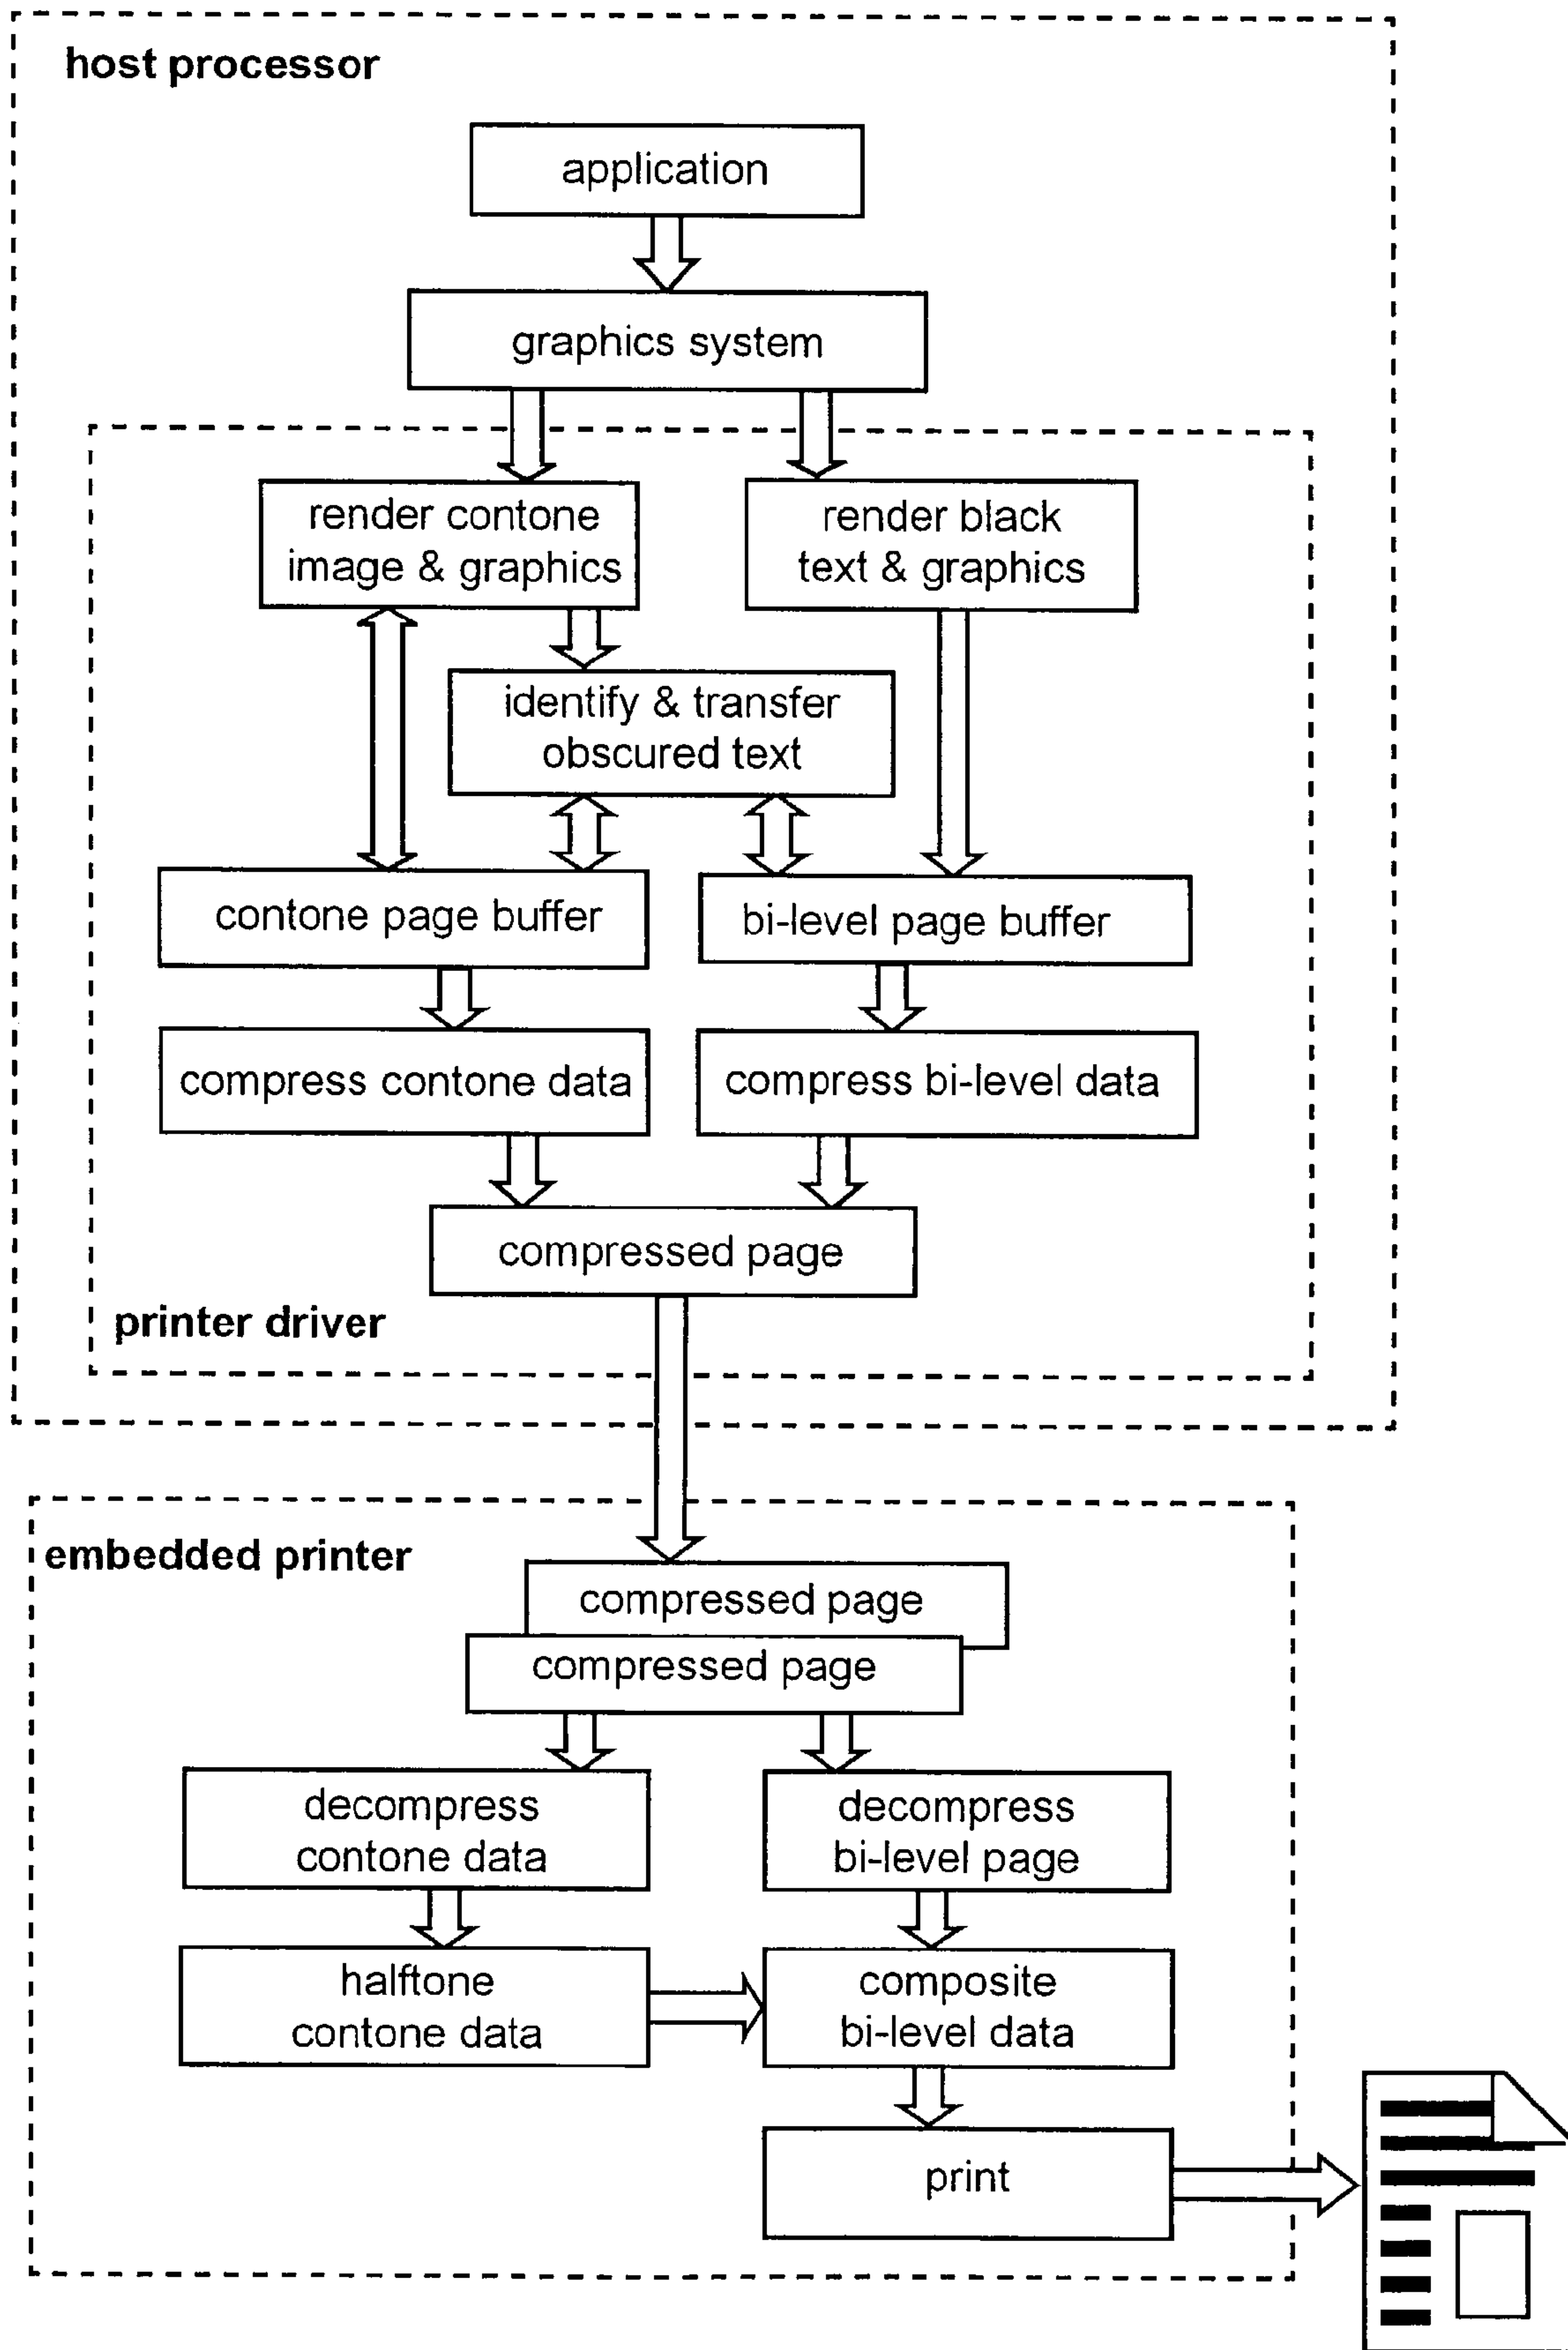 host processor
application
graphics system
render contone
image & graphics
render black
text & graphics
identify & transfer
obscured text
contone page buffer
bi-level page buffer
compress contone data
compress bi-level data
compressed page
printer driver
embedded printer
compressed page
compressed page
decompress
contone data
decompress
bi-level page
halftone
contone data
composite
bi-level data
print